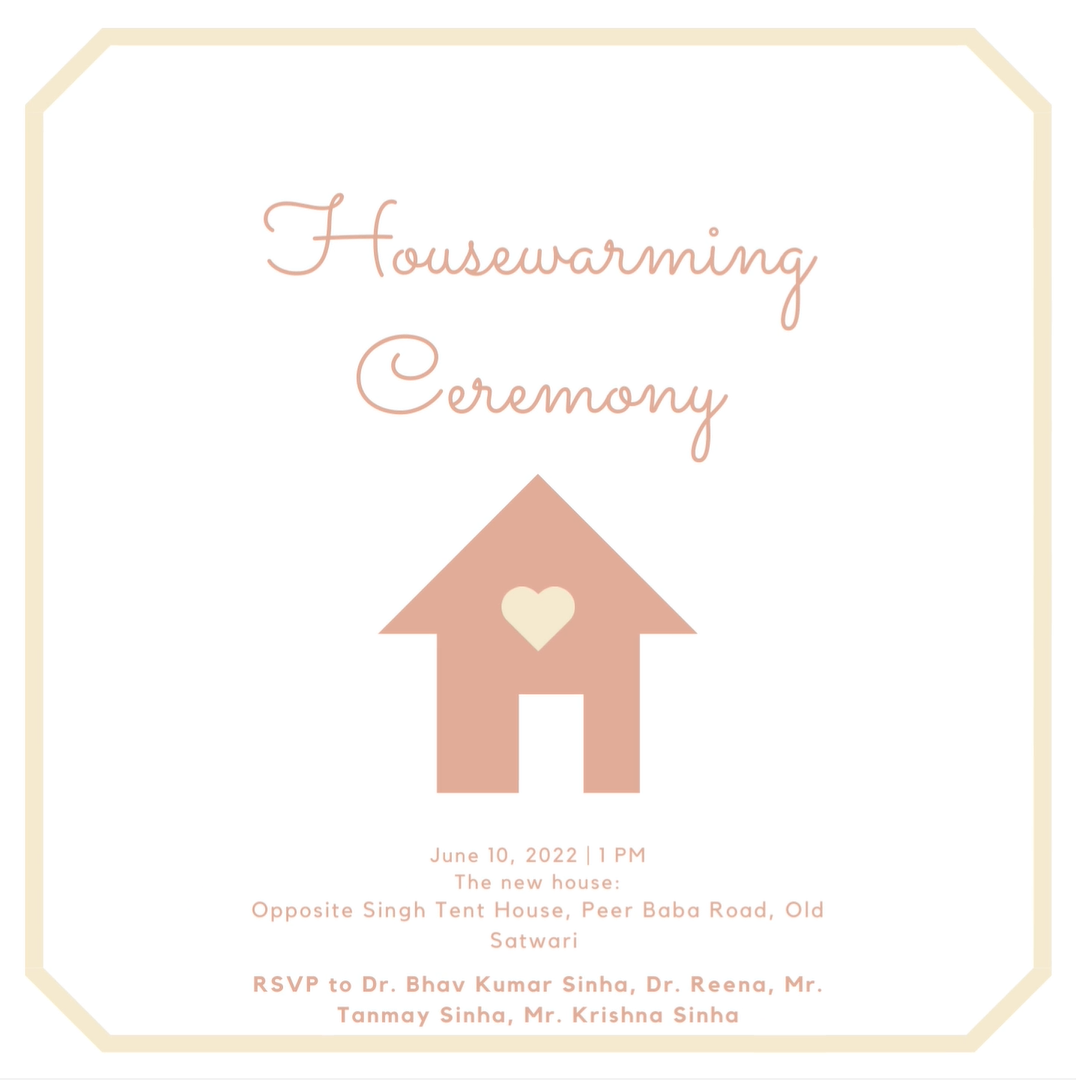 Housewarming
Ceremony
June 10, 2022 | 1 PM
The new house:
Opposite Singh Tent House, Peer Baba Road, Old
Satwari
RSVP to Dr. Bhav Kumar Sinha, Dr. Reena, Mr.
Tanmay Sinha, Mr. Krishna Sinha